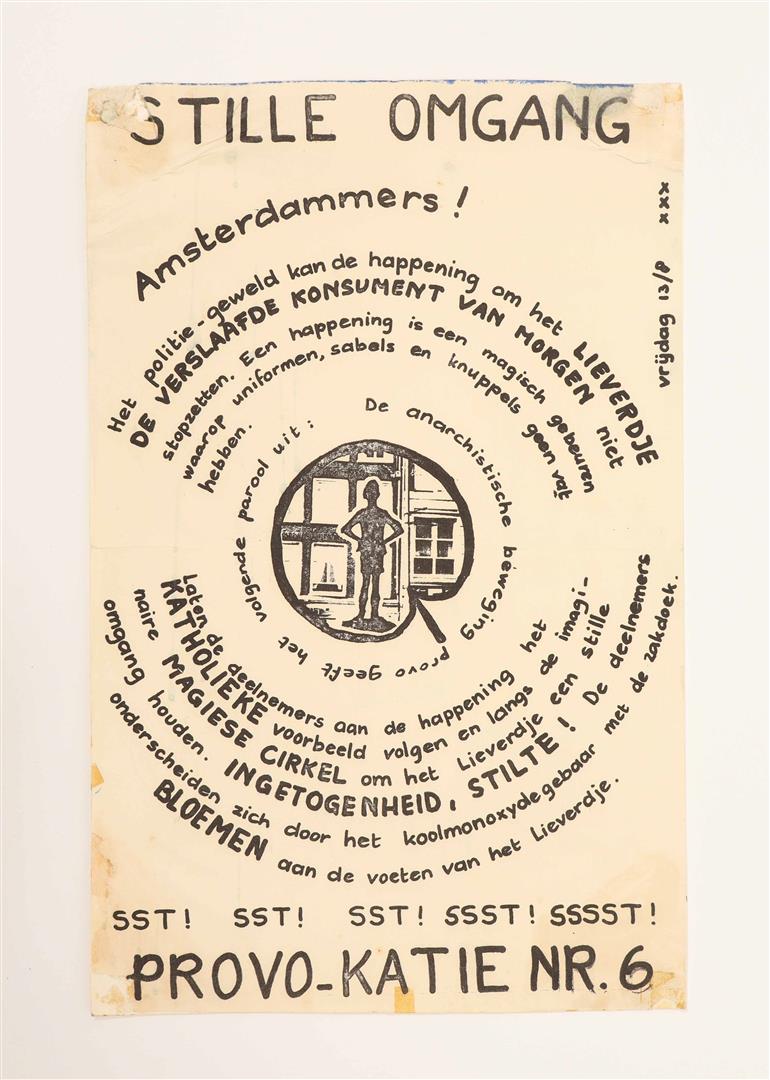 STILLE OMGANG
Amsterdammers!
vrijdag 13/8 xxx
Het politie-geweld kan de happening om het LIEVERDJE
DE VERSLAAFDE KONSUMENT VAN MORGEN niet
stopzetten. Een happening is een magisch gebeuren
waarop uniformen, sabels en knuppels geen vat
hebben.
De anarchistische beweging provo geeft het volgende parool uit:
Laten de deelnemers aan de happening het
KATHOLIEKE voorbeeld volgen en langs de imagi-
naire MAGIESE CIRKEL om het Lieverdje een stille
omgang houden. INGETOGENHEID, STILTE! De deelnemers
onderscheiden zich door het koolmonoxydegebaar met de zakdoek.
BLOEMEN aan de voeten van het Lieverdje.
SST! SST! SST! SSST! SSSST!
PROVO-KATIE NR. 6